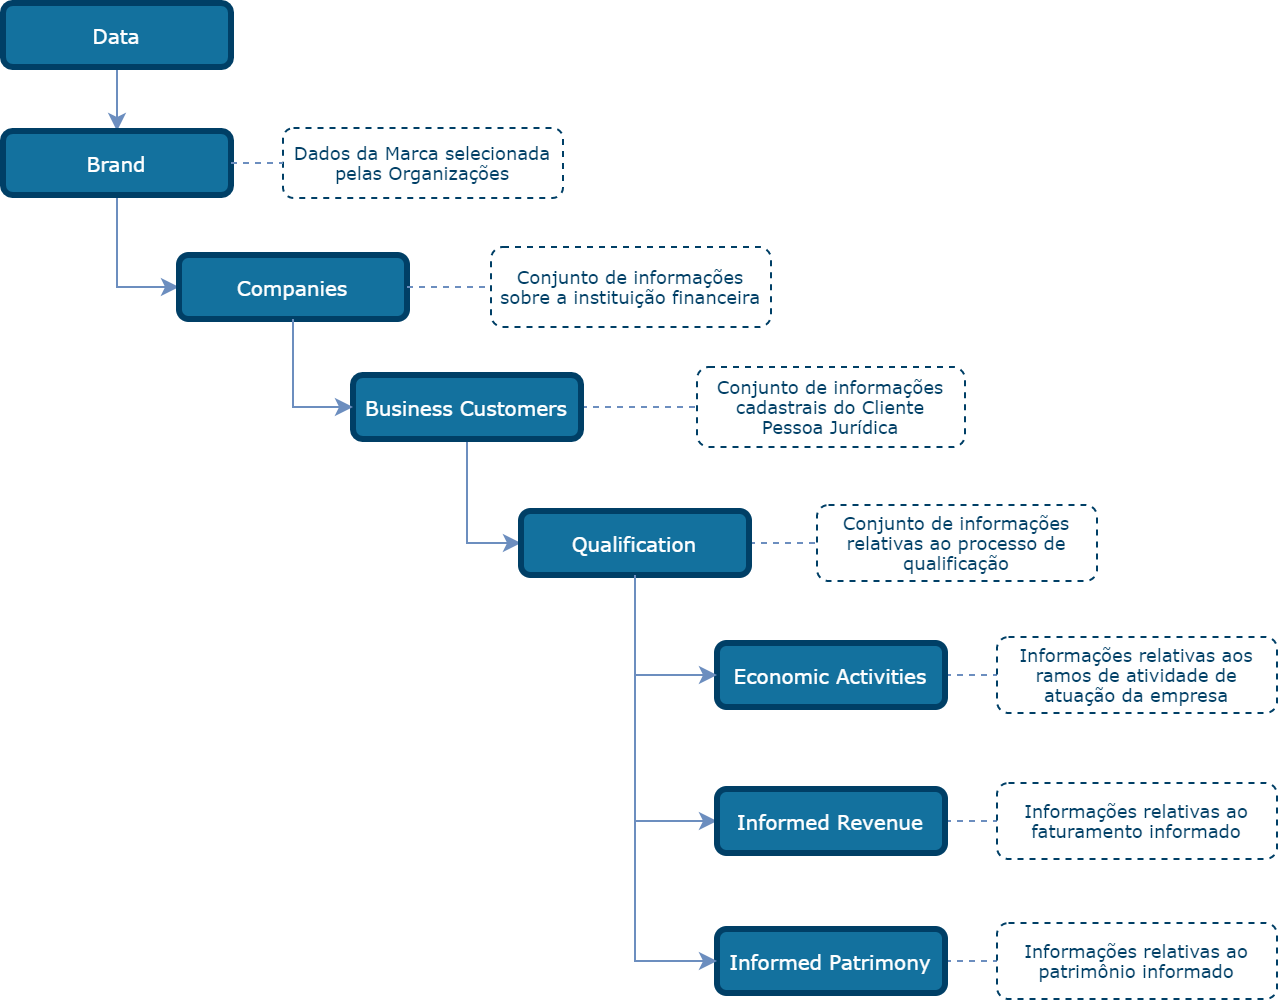 Data
Brand
Dados da Marca selecionada
pelas Organizações
Companies
Conjunto de informações
sobre a instituição financeira
Business Customers
Conjunto de informações
cadastrais do Cliente
Pessoa Jurídica
Qualification
Conjunto de informações
relativas ao processo de
qualificação
Economic Activities
Informações relativas aos
ramos de atividade de
atuação da empresa
Informed Revenue
Informações relativas ao
faturamento informado
Informed Patrimony
Informações relativas ao
patrimônio informado